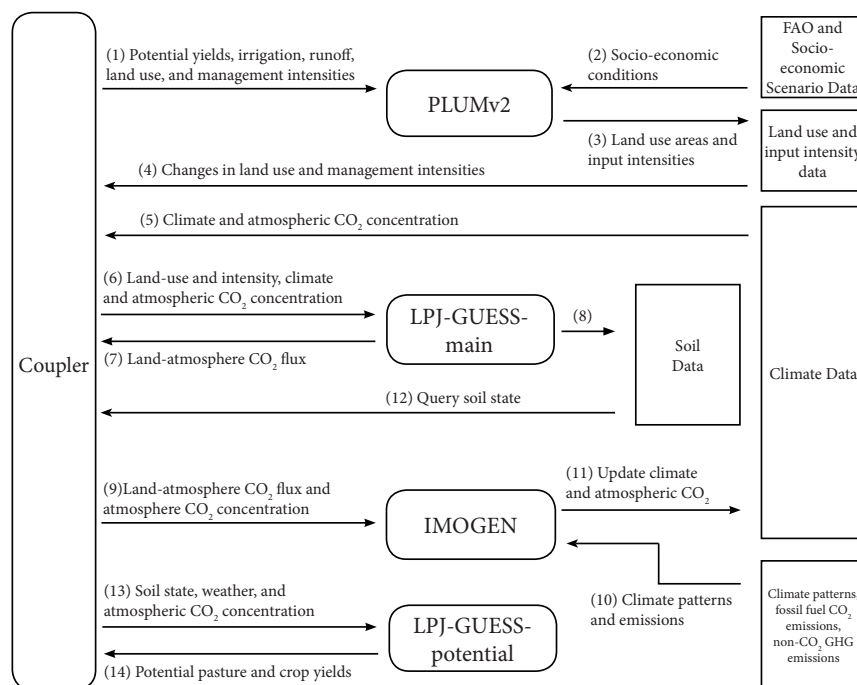 (1) Potential yields, irrigation, runoff,
land use, and management intensities
PLUMv2
(2) Socio-economic
conditions
FAO and
Socio-
economic
Scenario Data
(3) Land use areas and
input intensities
Land use and
input intensity
data
(4) Changes in land use and management intensities
(5) Climate and atmospheric CO₂ concentration
(6) Land-use and intensity, climate
and atmospheric CO₂ concentration
LPJ-GUESS-
main
(8)
Soil
Data
Climate Data
Coupler
(7) Land-atmosphere CO₂ flux
(12) Query soil state
(9)Land-atmosphere CO₂ flux and
atmosphere CO₂ concentration
IMOGEN
(11) Update climate
and atmospheric CO₂
(10) Climate patterns
and emissions
Climate patterns,
fossil fuel CO₂
emissions,
non-CO₂ GHG
emissions
(13) Soil state, weather, and
atmospheric CO₂ concentration
LPJ-GUESS-
potential
(14) Potential pasture and crop yields